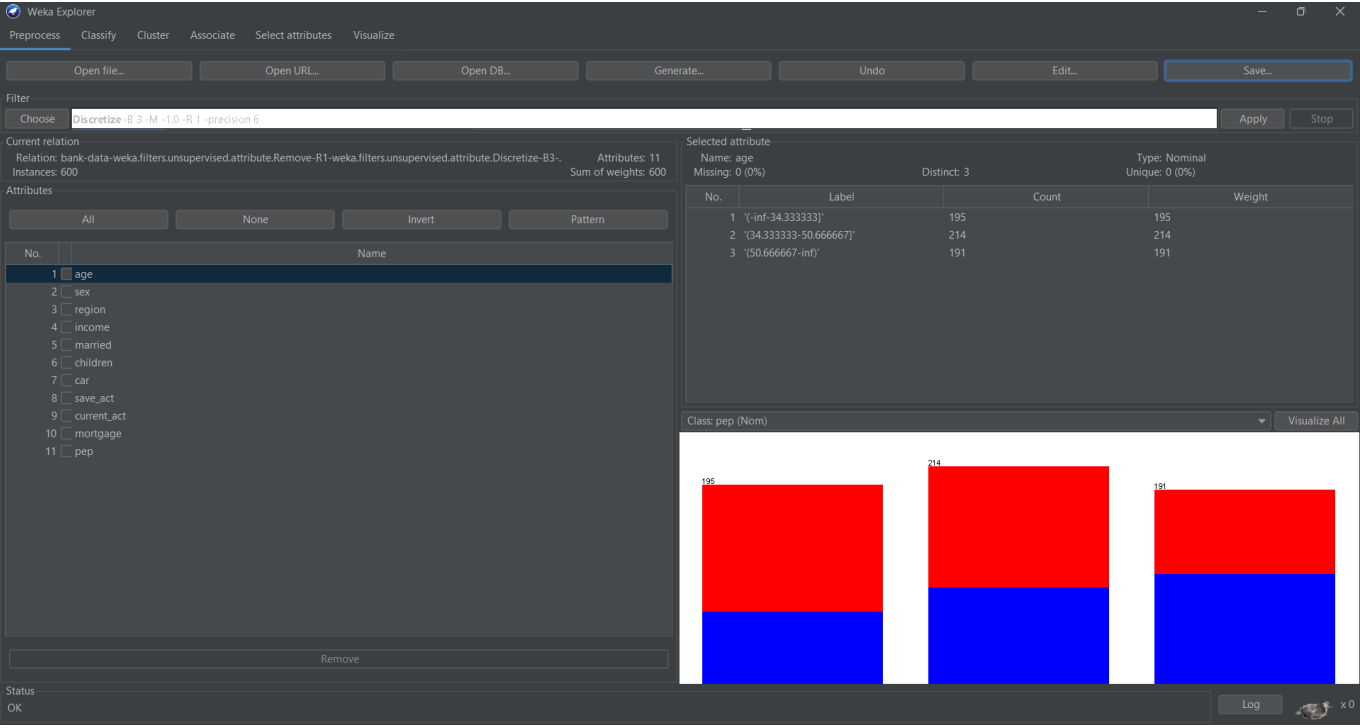 Weka Explorer
Preprocess Classify Cluster Associate Select attributes Visualize
Open file... Open URL... Open DB... Generate... Undo Edit... Save...
Filter
Choose Discretize -B 3 -M -1.0 -R 1 -precision 6 Apply Stop
Current relation
Relation: bank-data-weka.filters.unsupervised.attribute.Remove-R1-weka.filters.unsupervised.attribute.Discretize-B3-. Attributes: 11
Instances: 600 Sum of weights: 600
Attributes
All None Invert Pattern
No. Name
1 age
2 sex
3 region
4 income
5 married
6 children
7 car
8 save_act
9 current_act
10 mortgage
11 pep
Remove
Selected attribute
Name: age Type: Nominal
Missing: 0 (0%) Distinct: 3 Unique: 0 (0%)
No. Label Count Weight
1 '(-inf-34.333333]' 195 195
2 '(34.333333-50.666667]' 214 214
3 '(50.666667-inf)' 191 191
Class: pep (Nom) Visualize All
195
214
191
Status
OK
Log x 0